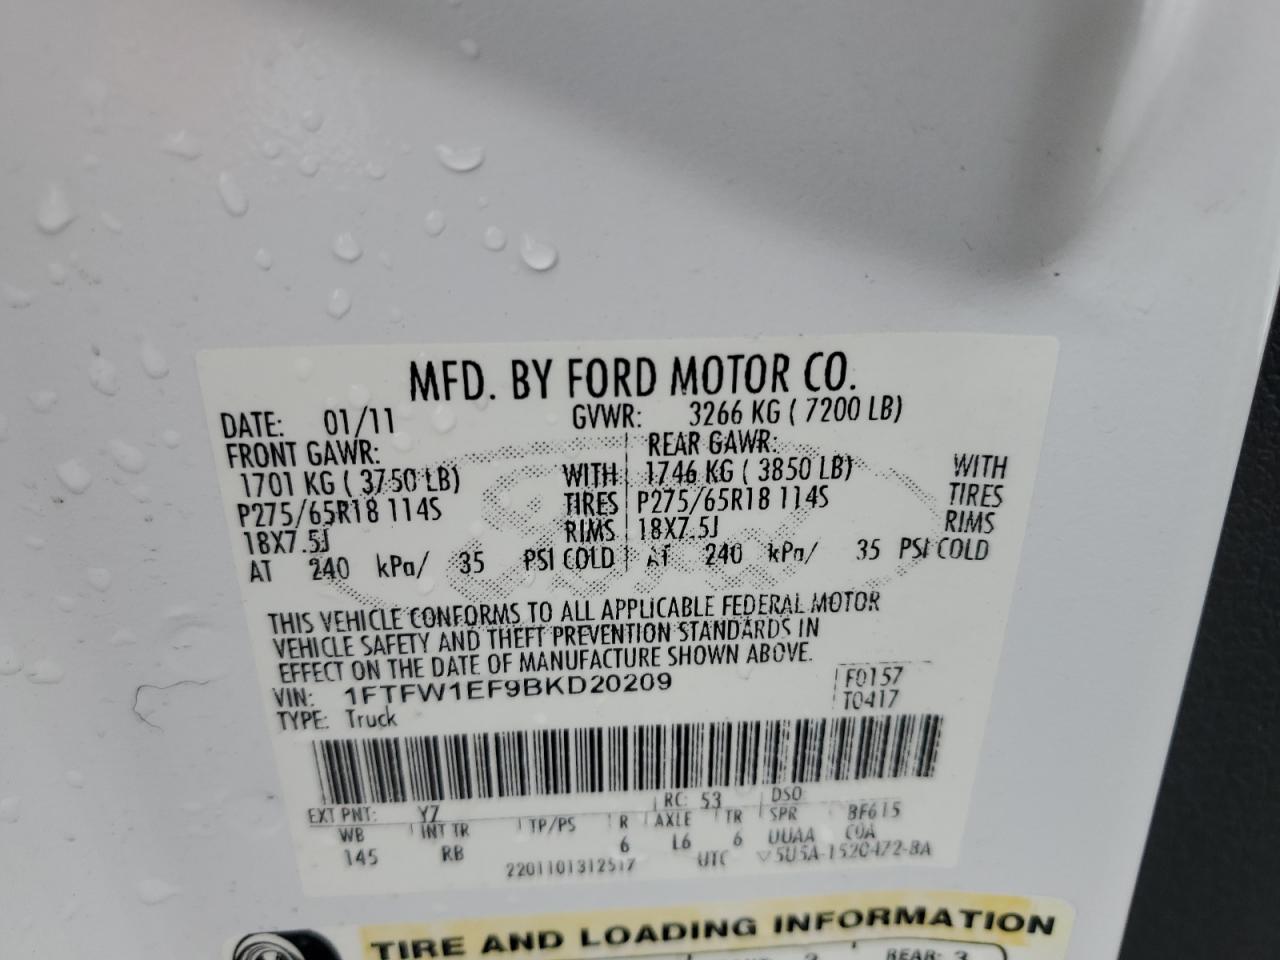 MFD. BY FORD MOTOR CO.
DATE: 01/11 GVWR: 3266 KG ( 7200 LB)
FRONT GAWR: REAR GAWR:
1701 KG ( 3750 LB) WITH 1746 KG ( 3850 LB) WITH
P275/65R18 114S TIRES P275/65R18 114S TIRES
18X7.5J RIMS 18X7.5J RIMS
AT 240 kPa/ 35 PSI COLD AT 240 kPa/ 35 PSI COLD
THIS VEHICLE CONFORMS TO ALL APPLICABLE FEDERAL MOTOR
VEHICLE SAFETY AND THEFT PREVENTION STANDARDS IN
EFFECT ON THE DATE OF MANUFACTURE SHOWN ABOVE.
VIN: 1FTFW1EF9BKD20209 F0157
TYPE: Truck T0417
EXT PNT: YZ RC: 53 DSO
WB INT TR TP/PS R AXLE TR SPR BF615
145 RB 6 L6 6 UUAA C0A
2201101312517 UTC ▽5U5A-1520472-BA
TIRE AND LOADING INFORMATION
REAR: 3